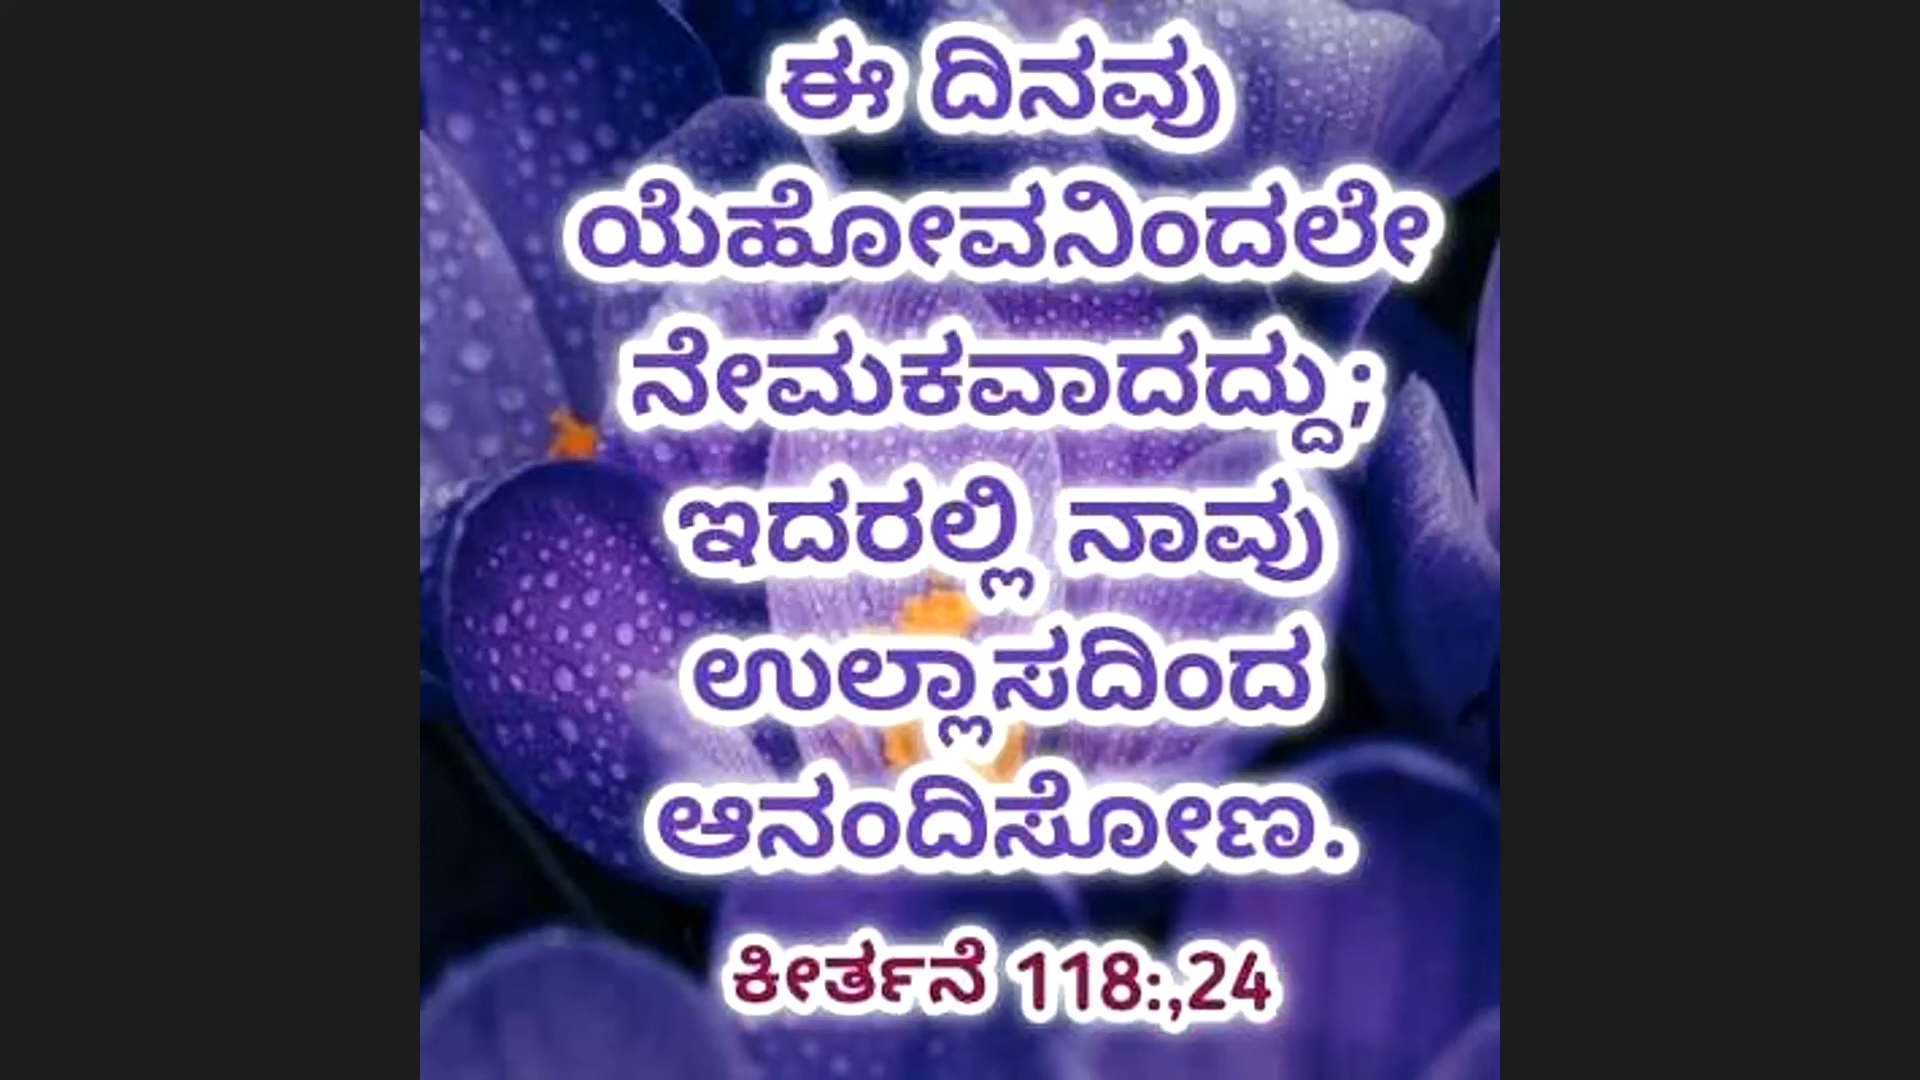 ಈ ದಿನವು
ಯೆಹೋವನಿಂದಲೇ
ನೇಮಕವಾದದ್ದು;
ಇದರಲ್ಲಿ ನಾವು
ಉಲ್ಲಾಸದಿಂದ
ಆನಂದಿಸೋಣ.
ಕೀರ್ತನೆ 118:,24